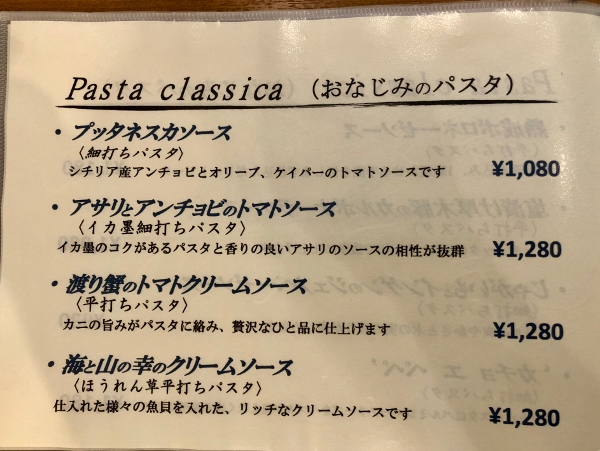 Pasta classica （おなじみのパスタ）
・プッタネスカソース
〈細打ちパスタ〉
シチリア産アンチョビとオリーブ、ケイパーのトマトソースです ¥1,080
・アサリとアンチョビのトマトソース
〈イカ墨細打ちパスタ〉
イカ墨のコクがあるパスタと香りの良いアサリのソースの相性が抜群 ¥1,280
・渡り蟹のトマトクリームソース
〈平打ちパスタ〉
カニの旨みがパスタに絡み、贅沢なひと品に仕上げます ¥1,280
・海と山の幸のクリームソース
〈ほうれん草平打ちパスタ〉
仕入れた様々の魚貝を入れた、リッチなクリームソースです ¥1,280